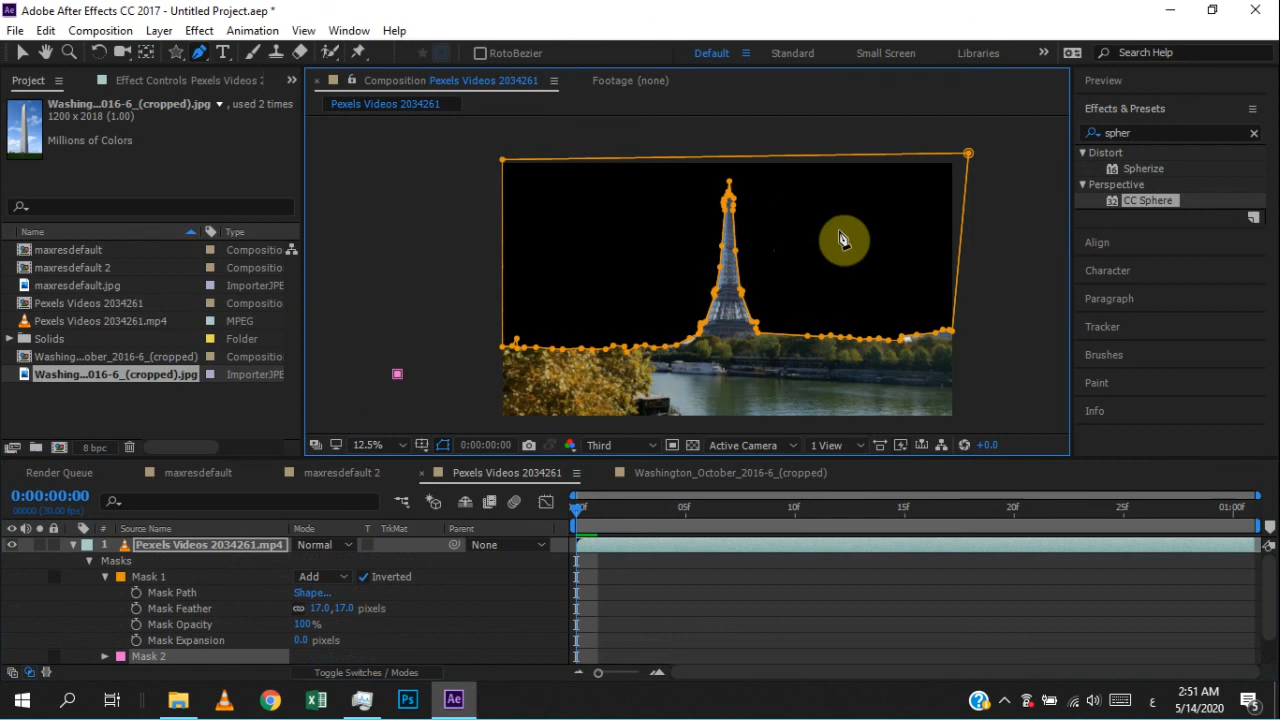 Adobe After Effects CC 2017 - Untitled Project.aep *
File Edit Composition Layer Effect Animation View Window Help
RotoBezier Default Standard Small Screen Libraries Search Help
Project Effect Controls Pexels Videos 2
Composition Pexels Videos 2034261 Footage (none)
Preview
Washing...016-6_(cropped).jpg , used 2 times
1200 x 2018 (1.00)
Millions of Colors
Pexels Videos 2034261
Effects & Presets
spher
Distort
Spherize
Perspective
CC Sphere
Name Type
maxresdefault Compositio
maxresdefault 2 Compositio
maxresdefault.jpg ImporterJPE
Pexels Videos 2034261 Compositio
Pexels Videos 2034261.mp4 MPEG
Solids Folder
Washing...ober_2016-6_(cropped) Compositio
Washing...016-6_(cropped).jpg ImporterJPE
Align
Character
Paragraph
Tracker
Brushes
Paint
Info
8 bpc
12.5% 0:00:00:00 Third Active Camera 1 View +0.0
Render Queue maxresdefault maxresdefault 2 Pexels Videos 2034261 Washington_October_2016-6_(cropped)
0:00:00:00
00000 (30.00 fps)
05f 10f 15f 20f 25f 01:00f
# Source Name Mode T TrkMat Parent
1 Pexels Videos 2034261.mp4 Normal None
Masks
Mask 1 Add Inverted
Mask Path Shape...
Mask Feather 17.0,17.0 pixels
Mask Opacity 100%
Mask Expansion 0.0 pixels
Mask 2
Toggle Switches / Modes
ع
2:51 AM
5/14/2020
5